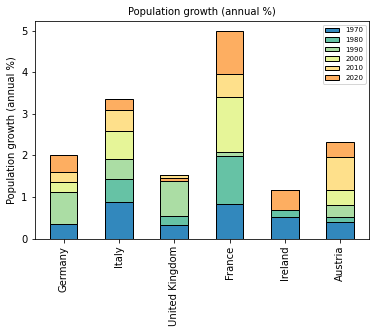 Population growth (annual %)
1970
1980
1990
2000
2010
2020
Population growth (annual %)
5
4
3
2
1
0
Germany
Italy
United Kingdom
France
Ireland
Austria